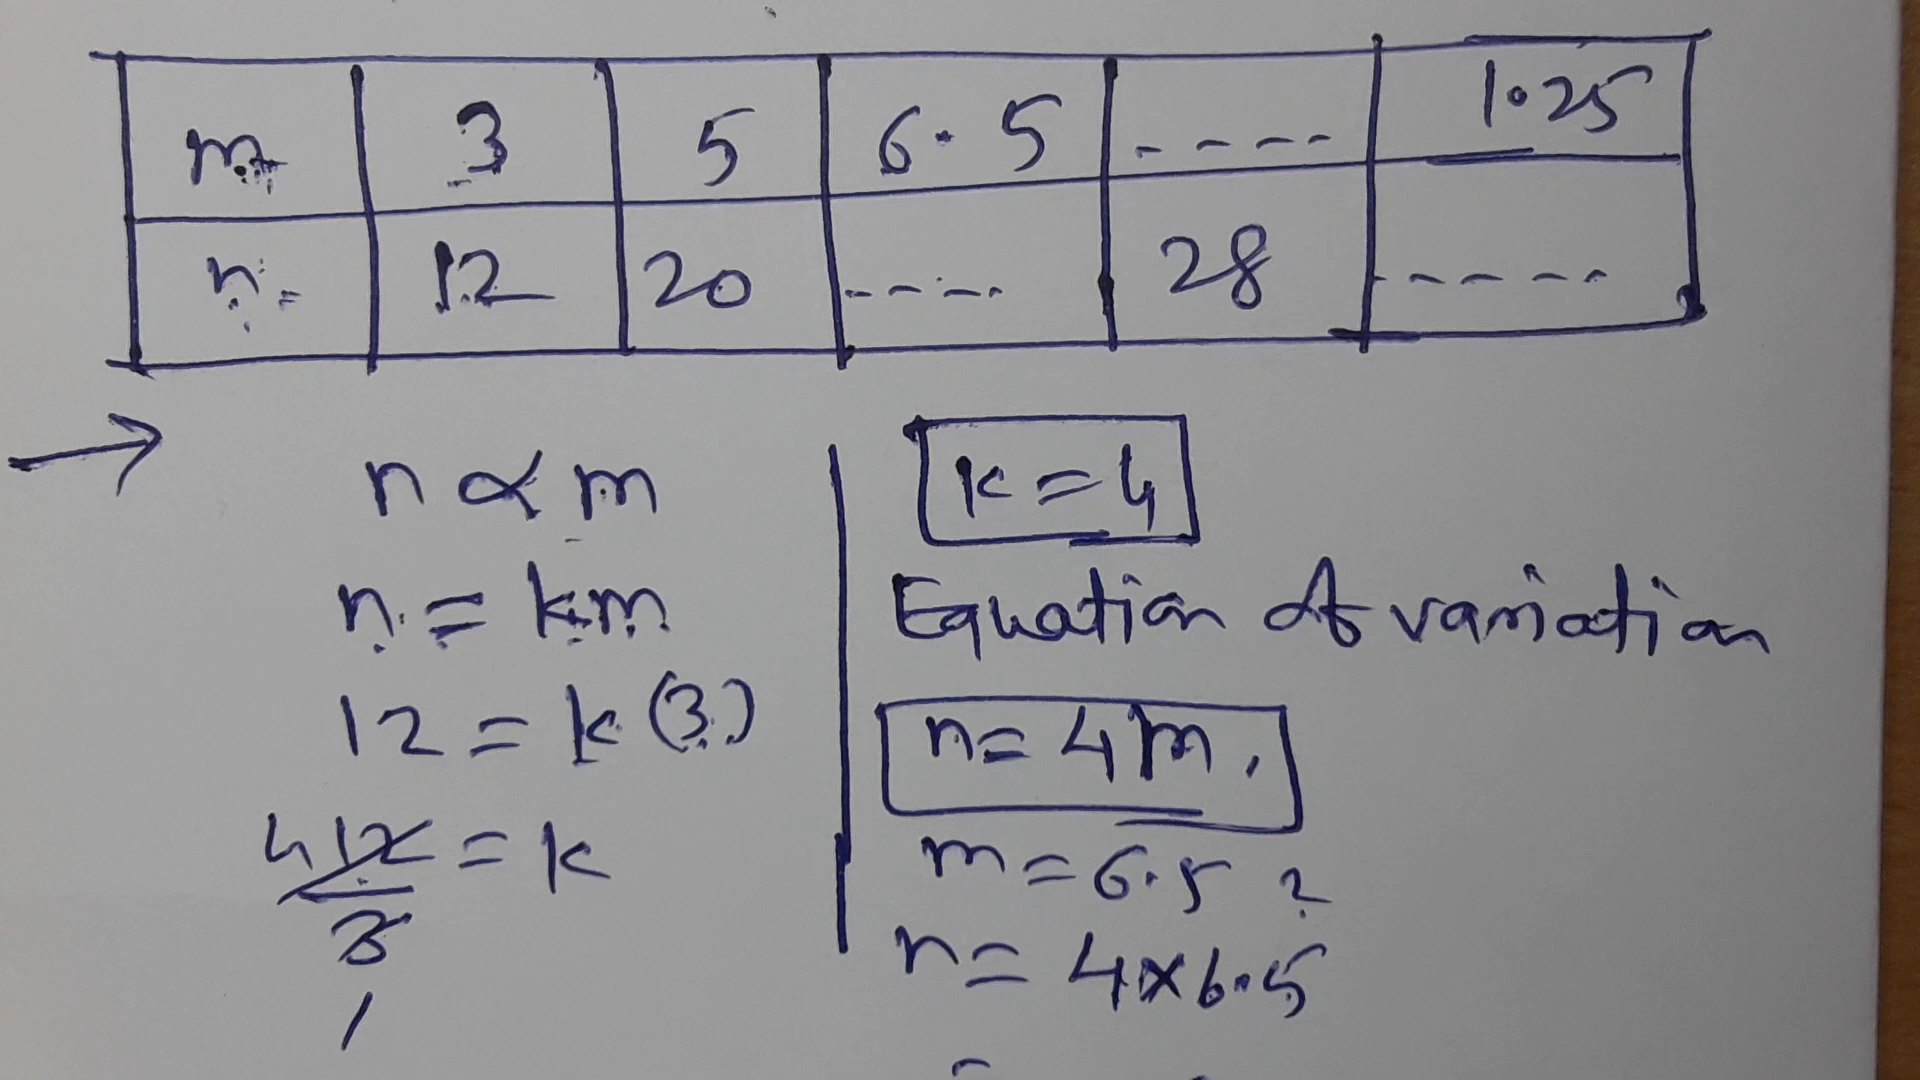 m 3 5 6.5 ---- 1.25
n 12 20 ---- 28 -----
→
n ∝ m
n = km
12 = k(3)
4 12/3 = k
1
k = 4
Equation of variation
n = 4m.
m = 6.5 ?
n = 4×6.5